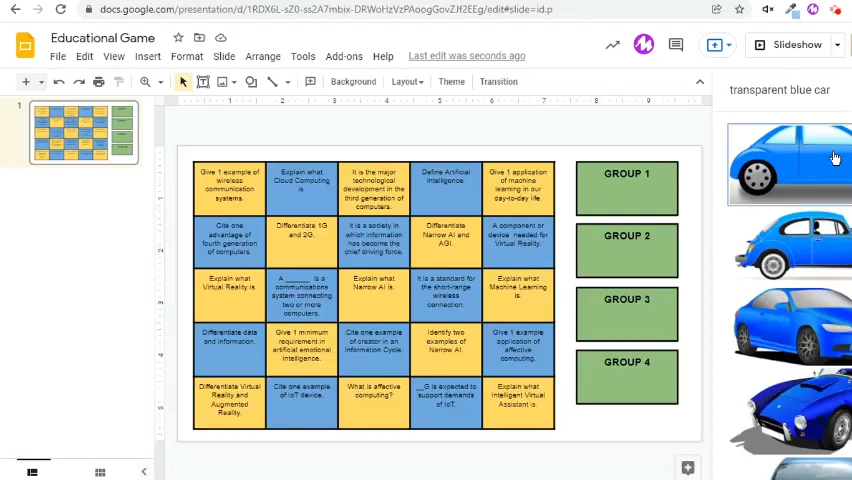 docs.google.com/presentation/d/1RDX6L-sZ0-ss2A7mbix-DRWoHzVzPAoogGovZJf2EEg/edit#slide=id.p
Educational Game
File Edit View Insert Format Slide Arrange Tools Add-ons Help Last edit was seconds ago
Slideshow
Background Layout Theme Transition
transparent blue car
1 2 3 4 5 6 7 8 9
1
Give 1 example of
wireless
communication
systems.
Explain what
Cloud Computing
is.
It is the major
technological
development in the
third generation of
computers.
Define Artificial
Intelligence.
Give 1 application
of machine
learning in our
day-to-day life.
GROUP 1
Cite one
advantage of
fourth generation
of computers.
Differentiate 1G
and 2G.
It is a society in
which information
has become the
chief driving force.
Differentiate
Narrow AI and
AGI.
A component or
device needed for
Virtual Reality.
GROUP 2
Explain what
Virtual Reality is.
A ______ is a
communications
system connecting
two or more
computers.
Explain what
Narrow AI is.
It is a standard for
the short-range
wireless
connection.
Explain what
Machine Learning
is.
GROUP 3
Differentiate data
and information.
Give 1 minimum
requirement in
artificial emotional
intelligence.
Cite one example
of creator in an
Information Cycle.
Identify two
examples of
Narrow AI.
Give 1 example
application of
affective
computing.
GROUP 4
Differentiate Virtual
Reality and
Augmented
Reality.
Cite one example
of IoT device.
What is affective
computing?
__G is expected to
support demands
of IoT.
Explain what
Intelligent Virtual
Assistant is.